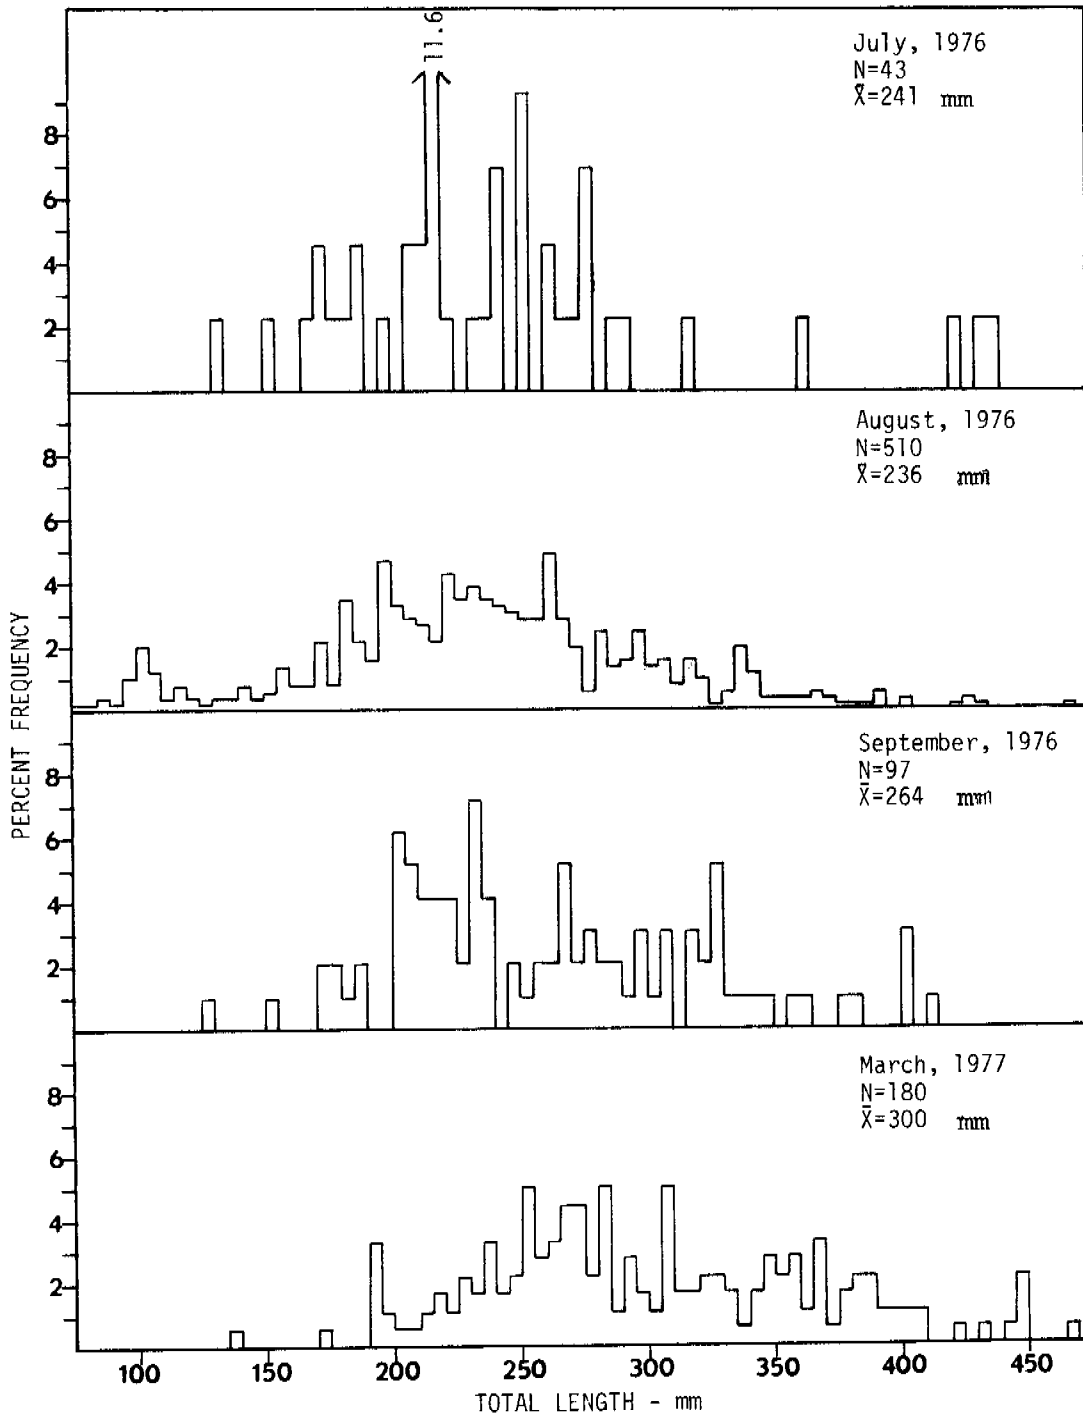 11.6
July, 1976
N=43
X̄=241 mm
8
6
4
2
August, 1976
N=510
X̄=236 mm
8
6
4
2
September, 1976
N=97
X̄=264 mm
8
6
4
2
March, 1977
N=180
X̄=300 mm
8
6
4
2
PERCENT FREQUENCY
100 150 200 250 300 350 400 450
TOTAL LENGTH - mm